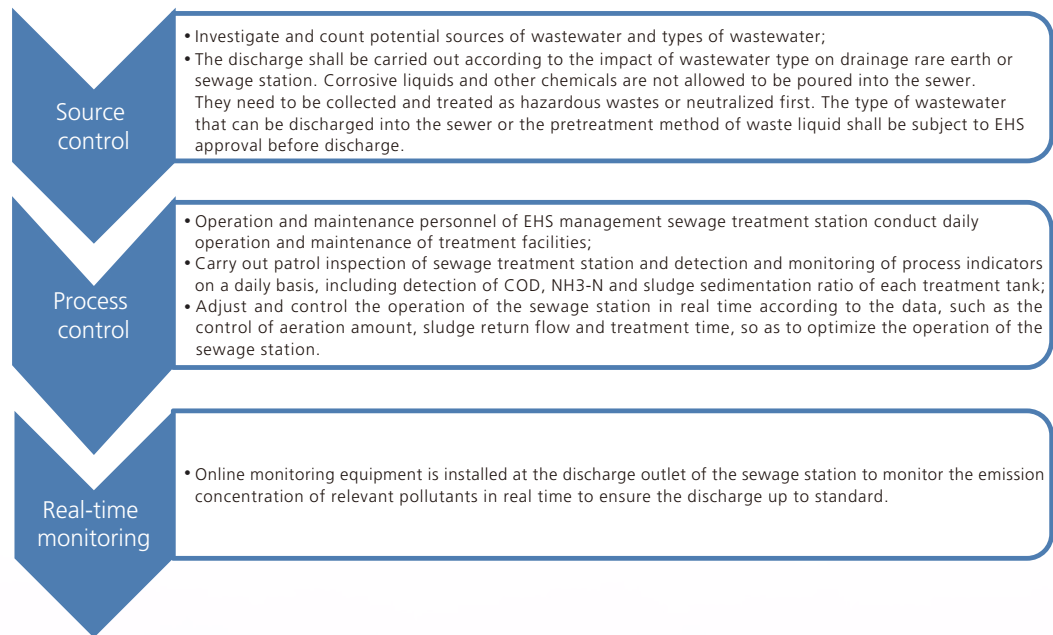 Source
control
• Investigate and count potential sources of wastewater and types of wastewater;
• The discharge shall be carried out according to the impact of wastewater type on drainage rare earth or
sewage station. Corrosive liquids and other chemicals are not allowed to be poured into the sewer.
They need to be collected and treated as hazardous wastes or neutralized first. The type of wastewater
that can be discharged into the sewer or the pretreatment method of waste liquid shall be subject to EHS
approval before discharge.
Process
control
• Operation and maintenance personnel of EHS management sewage treatment station conduct daily
operation and maintenance of treatment facilities;
• Carry out patrol inspection of sewage treatment station and detection and monitoring of process indicators
on a daily basis, including detection of COD, NH3-N and sludge sedimentation ratio of each treatment tank;
• Adjust and control the operation of the sewage station in real time according to the data, such as the
control of aeration amount, sludge return flow and treatment time, so as to optimize the operation of the
sewage station.
Real-time
monitoring
• Online monitoring equipment is installed at the discharge outlet of the sewage station to monitor the emission
concentration of relevant pollutants in real time to ensure the discharge up to standard.